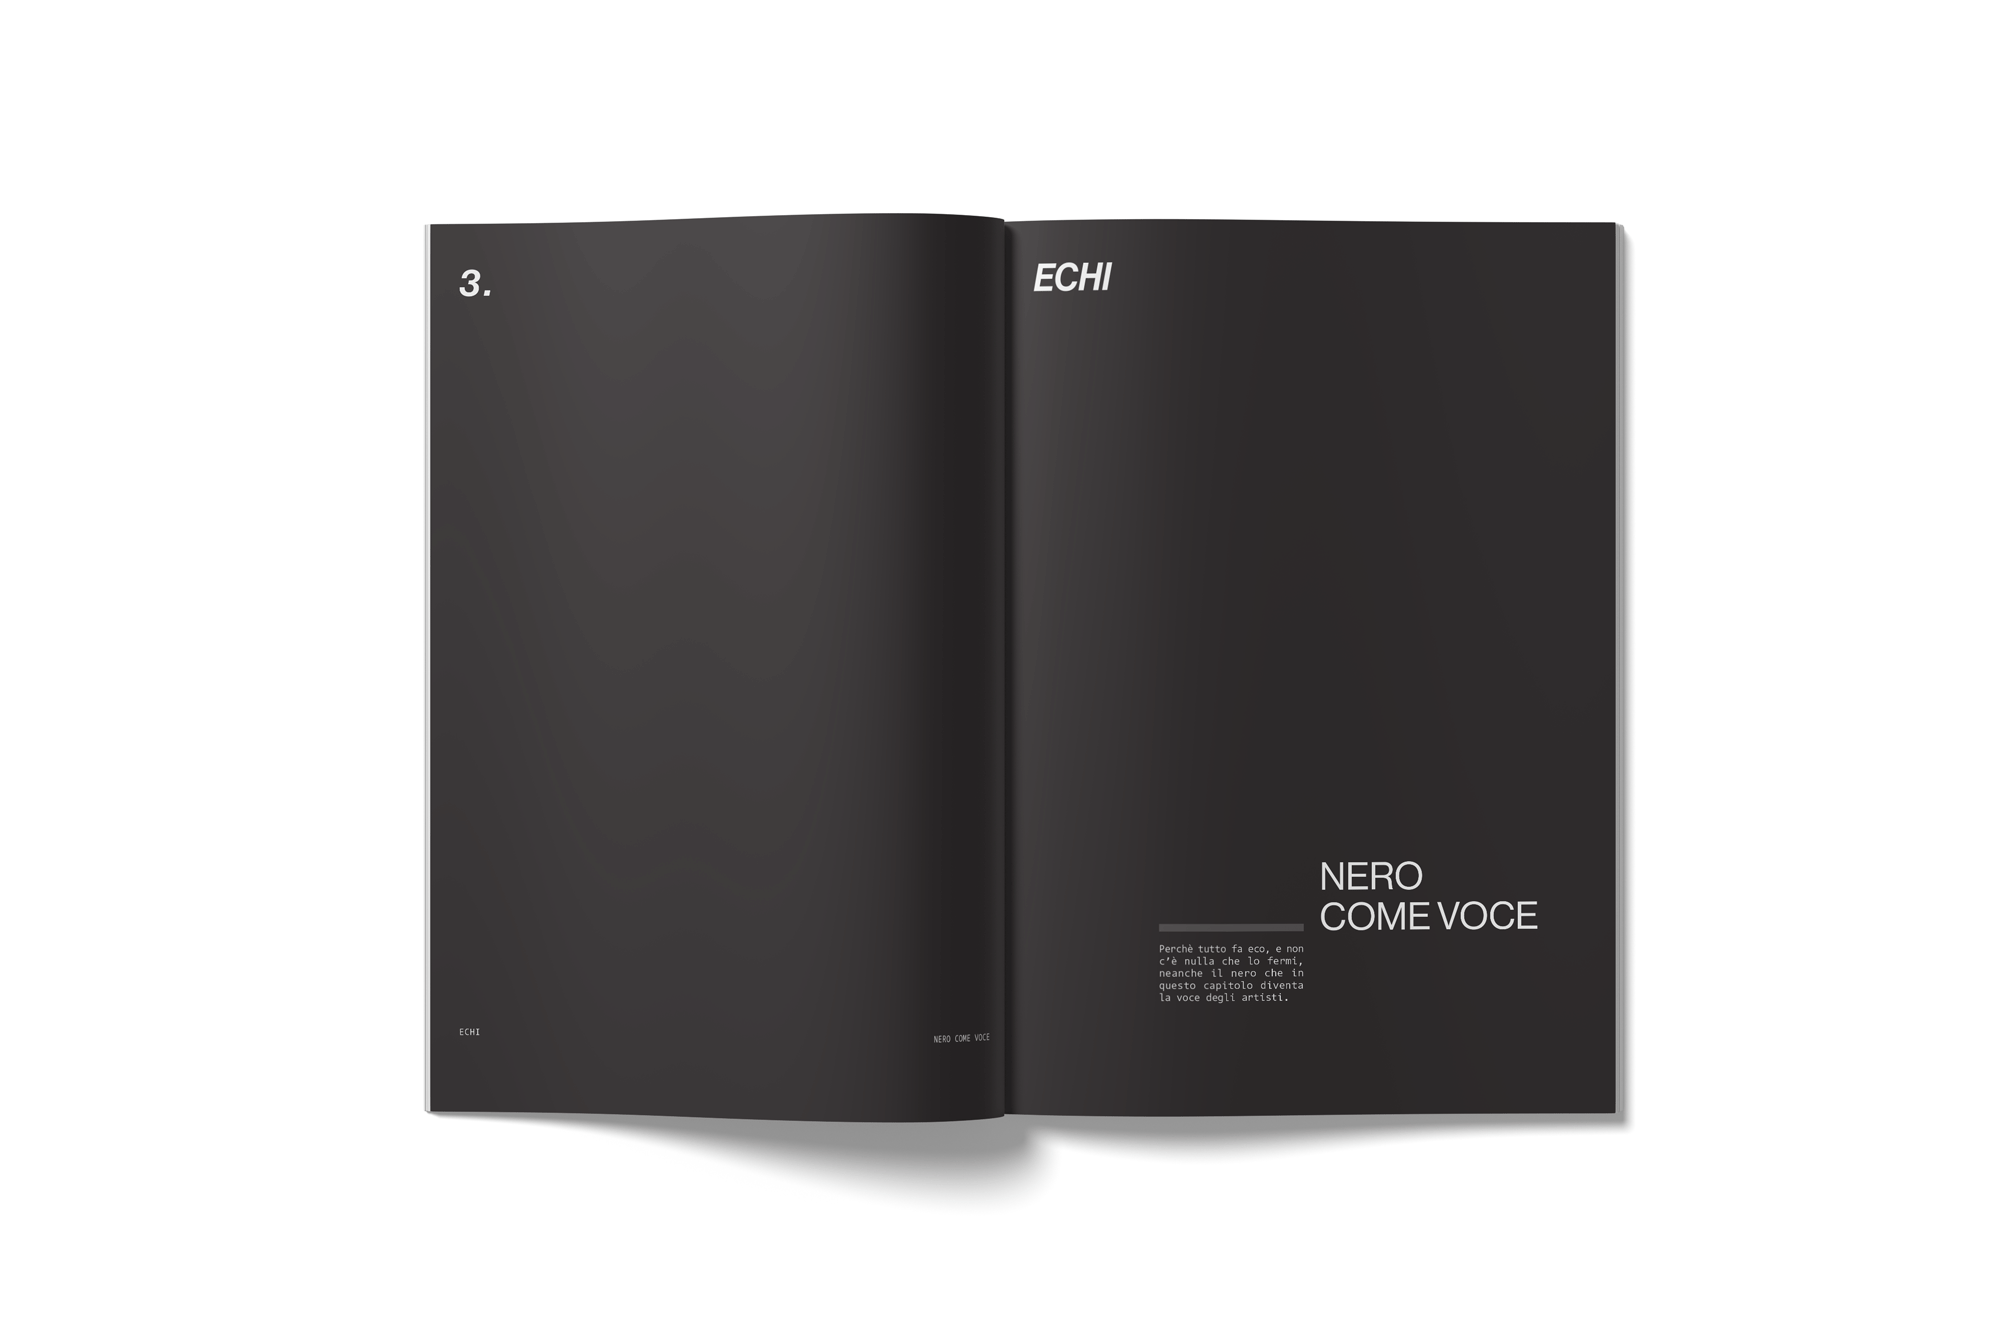 3.
ECHI
NERO COME VOCE
ECHI
NERO
COME VOCE
Perchè tutto fa eco, e non
c'è nulla che lo fermi,
neanche il nero che in
questo capitolo diventa
la voce degli artisti.